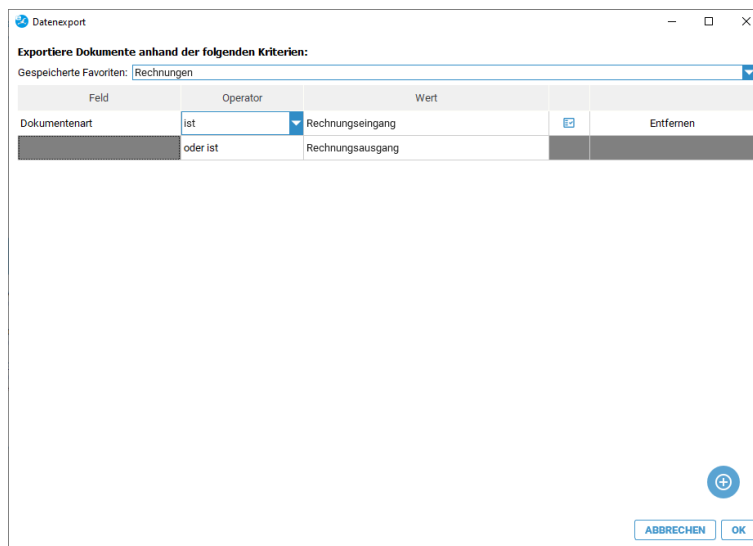 Datenexport
Exportiere Dokumente anhand der folgenden Kriterien:
Gespeicherte Favoriten: Rechnungen
Feld Operator Wert
Dokumentenart ist Rechnungseingang Entfernen
oder ist Rechnungsausgang
ABBRECHEN OK